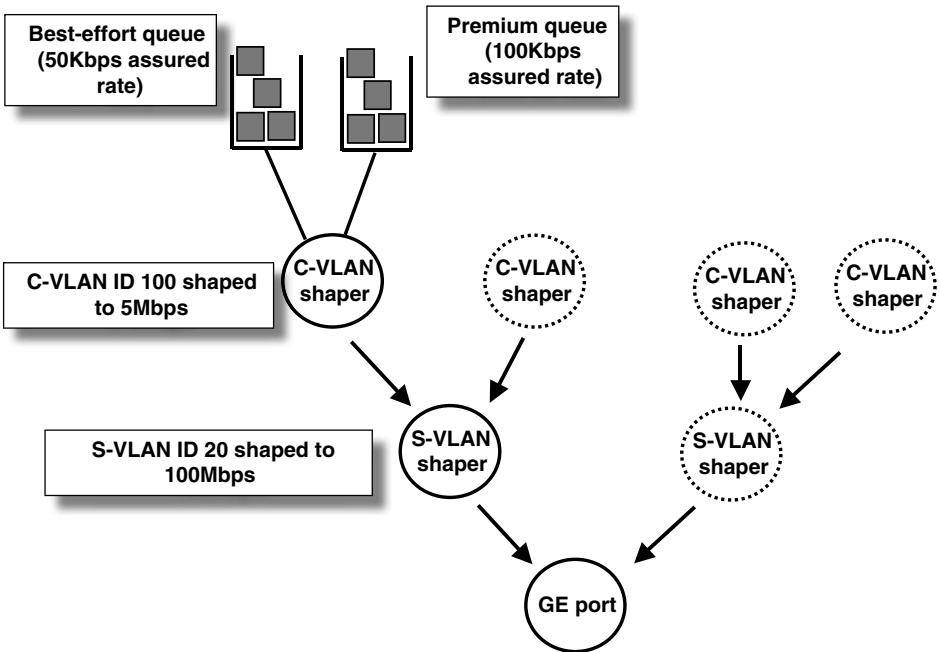 Best-effort queue
(50Kbps assured
rate)
Premium queue
(100Kbps
assured rate)
C-VLAN ID 100 shaped
to 5Mbps
C-VLAN
shaper
C-VLAN
shaper
C-VLAN
shaper
C-VLAN
shaper
S-VLAN ID 20 shaped to
100Mbps
S-VLAN
shaper
S-VLAN
shaper
GE port